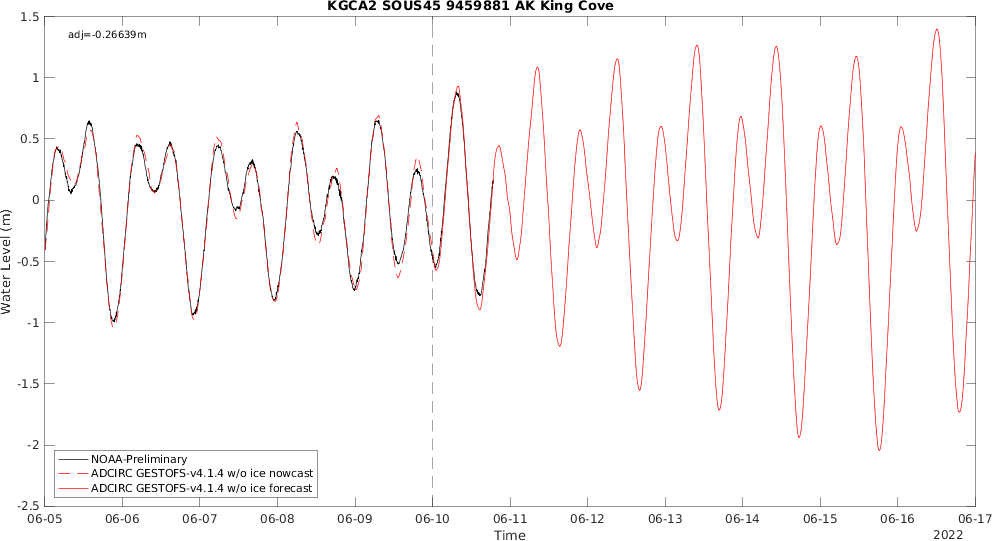 KGCA2 SOUS45 9459881 AK King Cove
adj=-0.26639m
1.5
1
0.5
0
-0.5
-1
-1.5
-2
-2.5
Water Level (m)
NOAA-Preliminary
ADCIRC GESTOFS-v4.1.4 w/o ice nowcast
ADCIRC GESTOFS-v4.1.4 w/o ice forecast
06-05 06-06 06-07 06-08 06-09 06-10 06-11 06-12 06-13 06-14 06-15 06-16 06-17
Time
2022